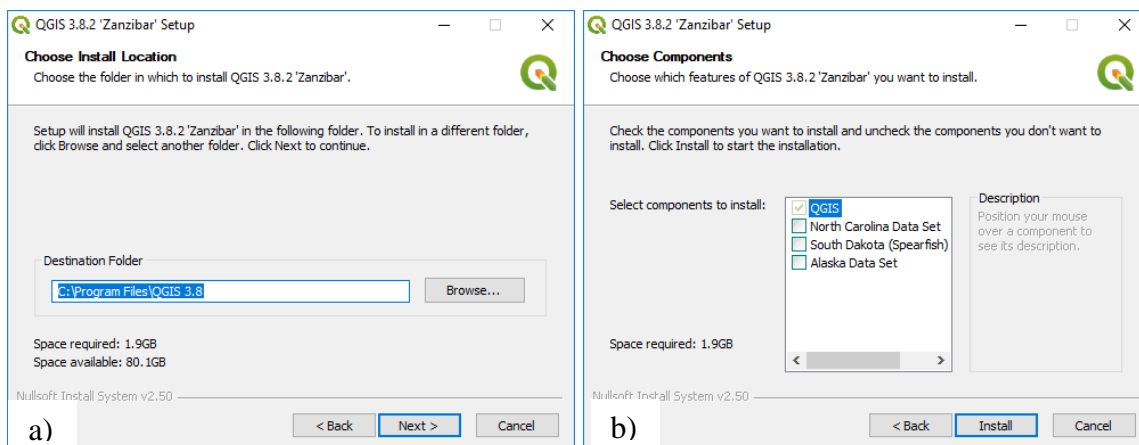 QGIS 3.8.2 'Zanzibar' Setup
Choose Install Location
Choose the folder in which to install QGIS 3.8.2 'Zanzibar'.
Setup will install QGIS 3.8.2 'Zanzibar' in the following folder. To install in a different folder,
click Browse and select another folder. Click Next to continue.
Destination Folder
C:\Program Files\QGIS 3.8
Browse...
Space required: 1.9GB
Space available: 80.1GB
Nullsoft Install System v2.50
< Back
Next >
Cancel
a)
QGIS 3.8.2 'Zanzibar' Setup
Choose Components
Choose which features of QGIS 3.8.2 'Zanzibar' you want to install.
Check the components you want to install and uncheck the components you don't want to
install. Click Install to start the installation.
Select components to install:
QGIS
North Carolina Data Set
South Dakota (Spearfish)
Alaska Data Set
Description
Position your mouse
over a component to
see its description.
Space required: 1.9GB
Nullsoft Install System v2.50
< Back
Install
Cancel
b)